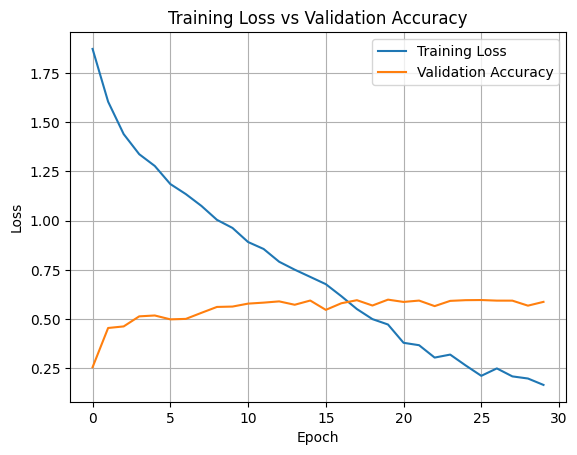 Training Loss vs Validation Accuracy
Training Loss
Validation Accuracy
Loss
1.75
1.50
1.25
1.00
0.75
0.50
0.25
0 5 10 15 20 25 30
Epoch